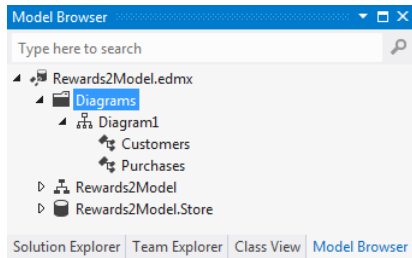 Model Browser
Type here to search
Rewards2Model.edmx
Diagrams
Diagram1
Customers
Purchases
Rewards2Model
Rewards2Model.Store
Solution Explorer Team Explorer Class View Model Browser